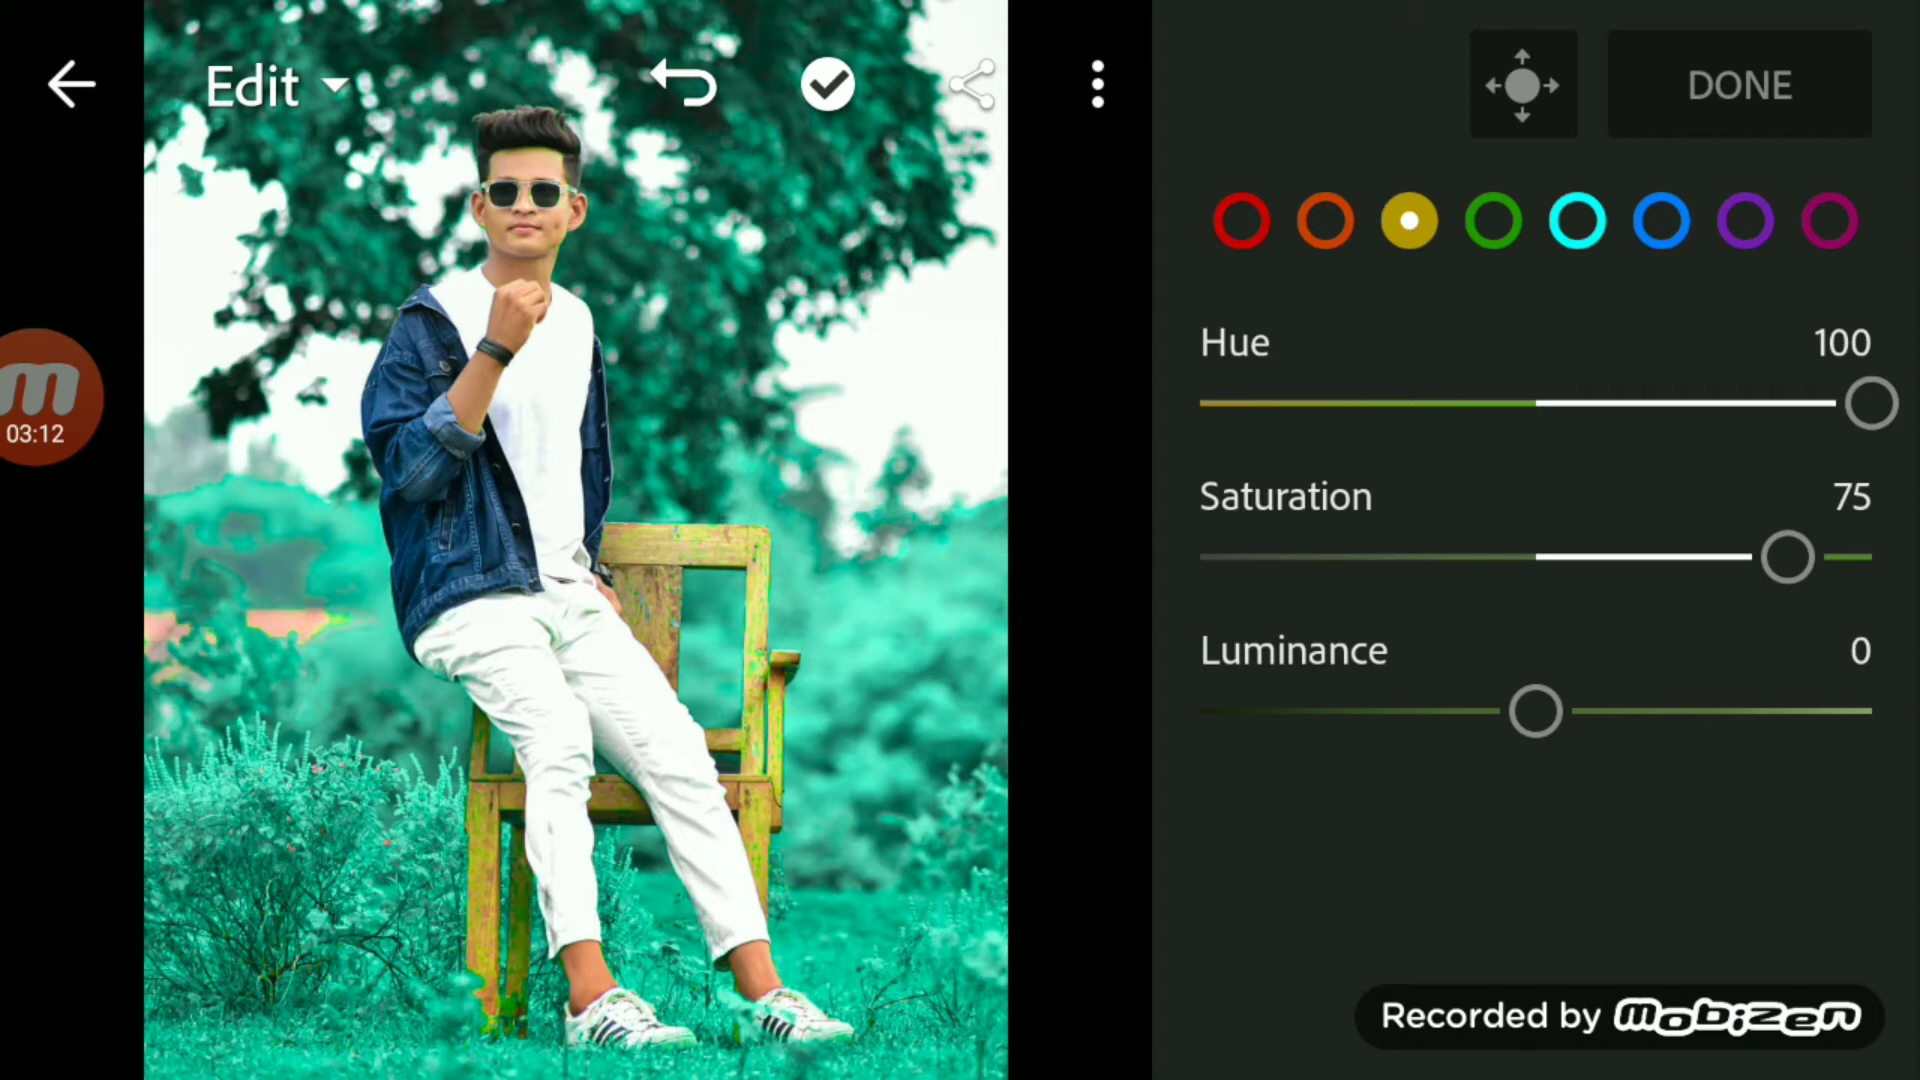 Edit
DONE
Hue 100
Saturation 75
Luminance 0
m
03:12
Recorded by mobizen